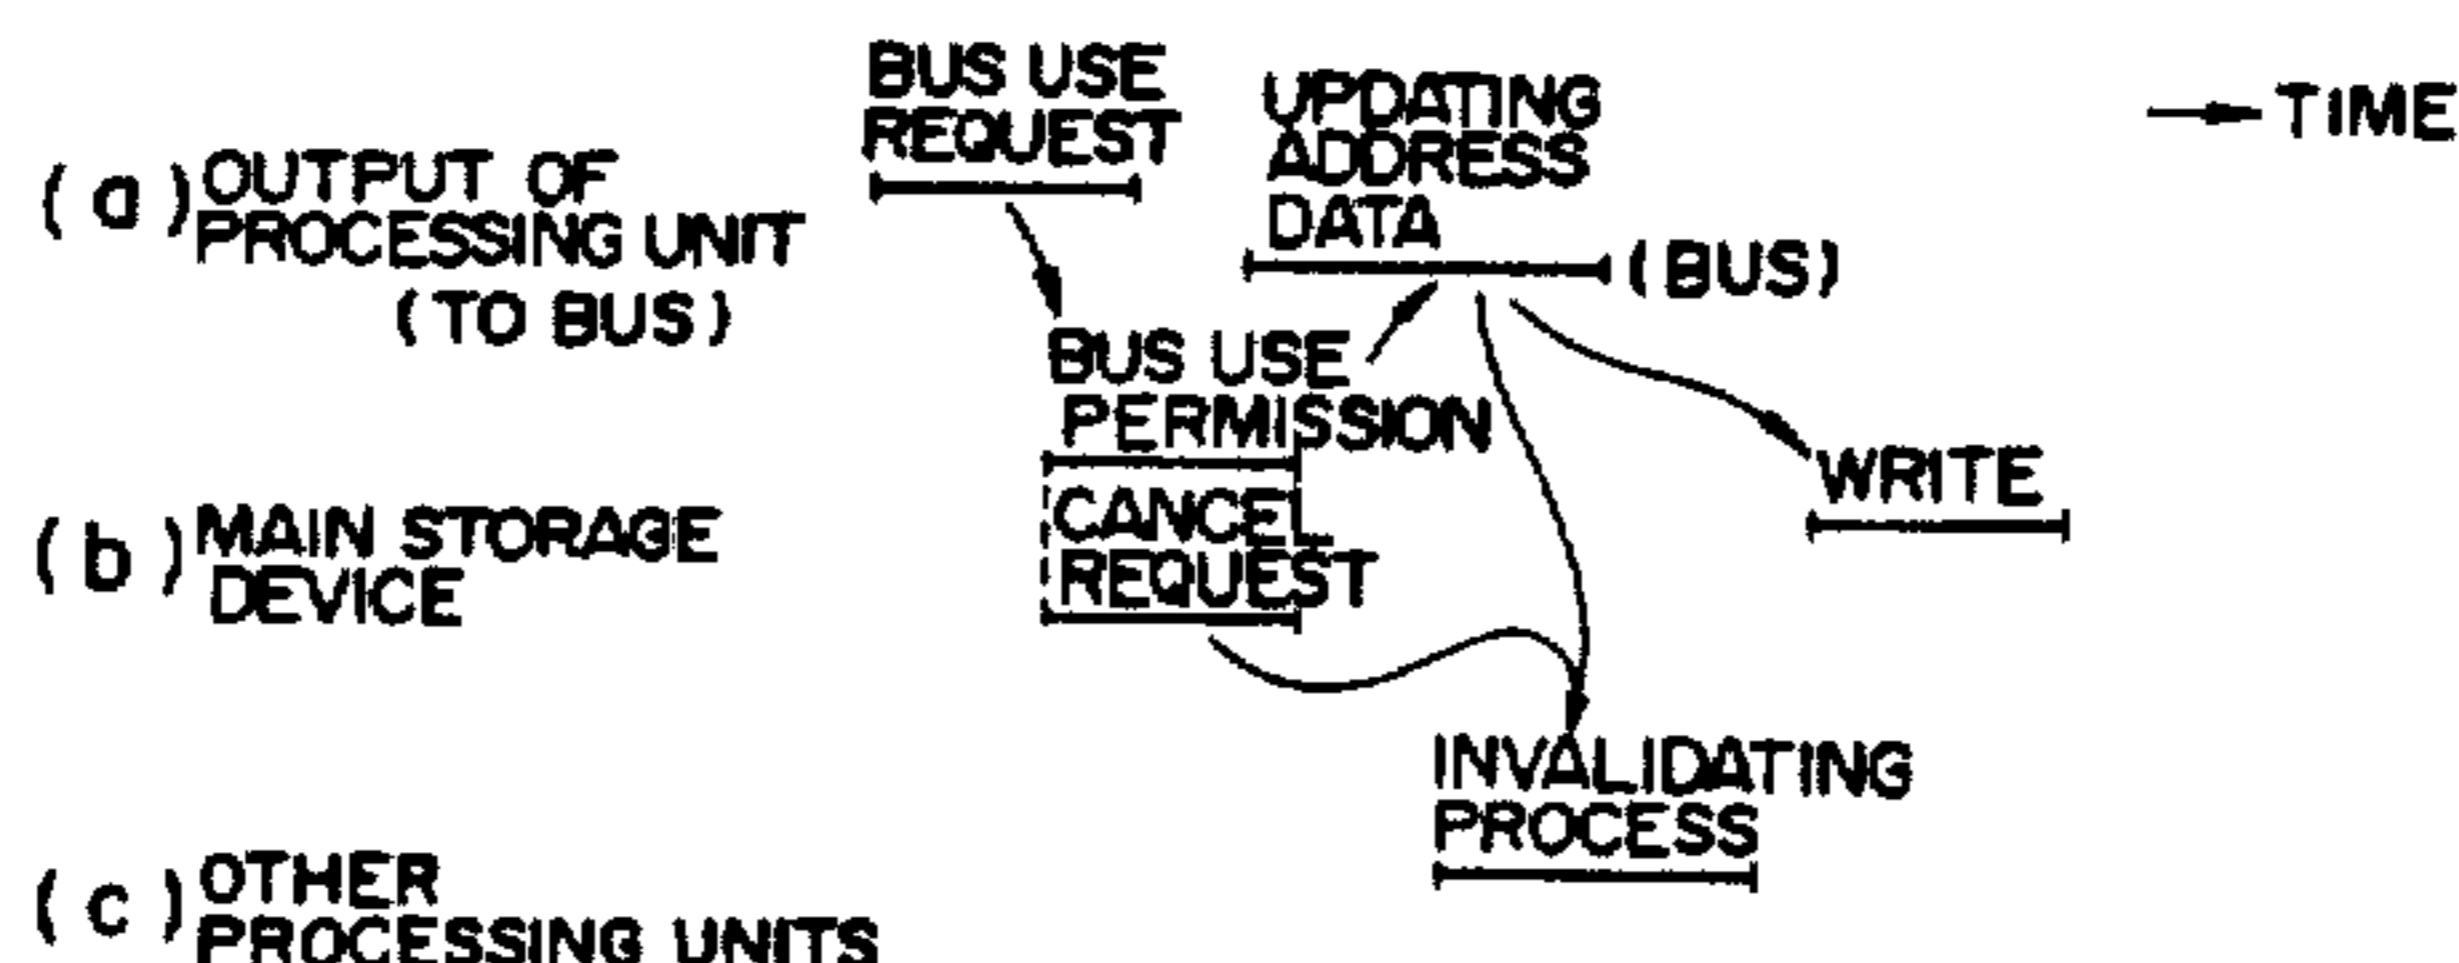 BUS USE
REQUEST
UPDATING
ADDRESS
DATA
→ TIME
(a) OUTPUT OF
PROCESSING UNIT
(TO BUS)
(BUS)
BUS USE
PERMISSION
WRITE
(b) MAIN STORAGE
DEVICE
CANCEL
REQUEST
INVALIDATING
PROCESS
(c) OTHER
PROCESSING UNITS